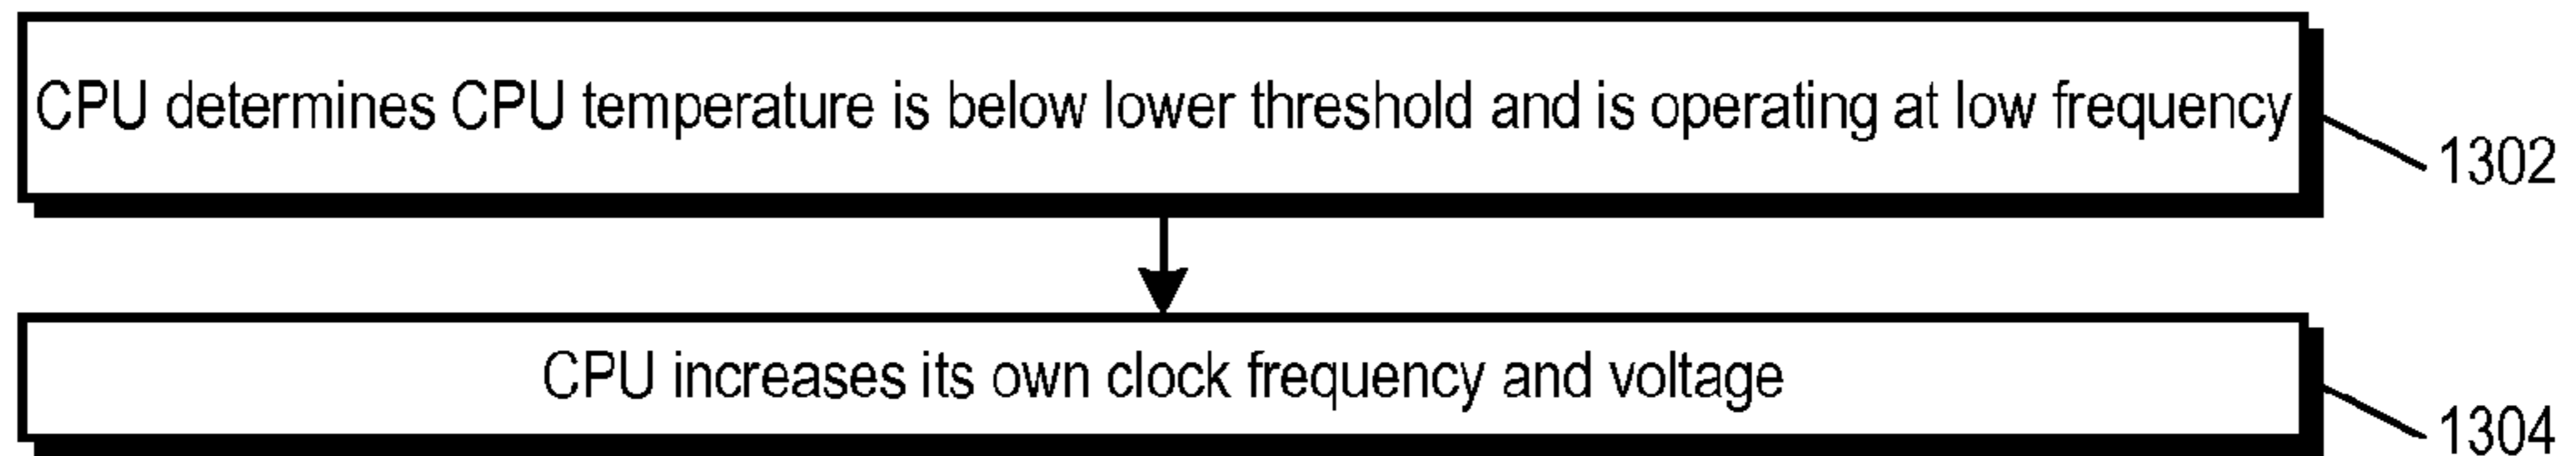 CPU determines CPU temperature is below lower threshold and is operating at low frequency
1302
CPU increases its own clock frequency and voltage
1304